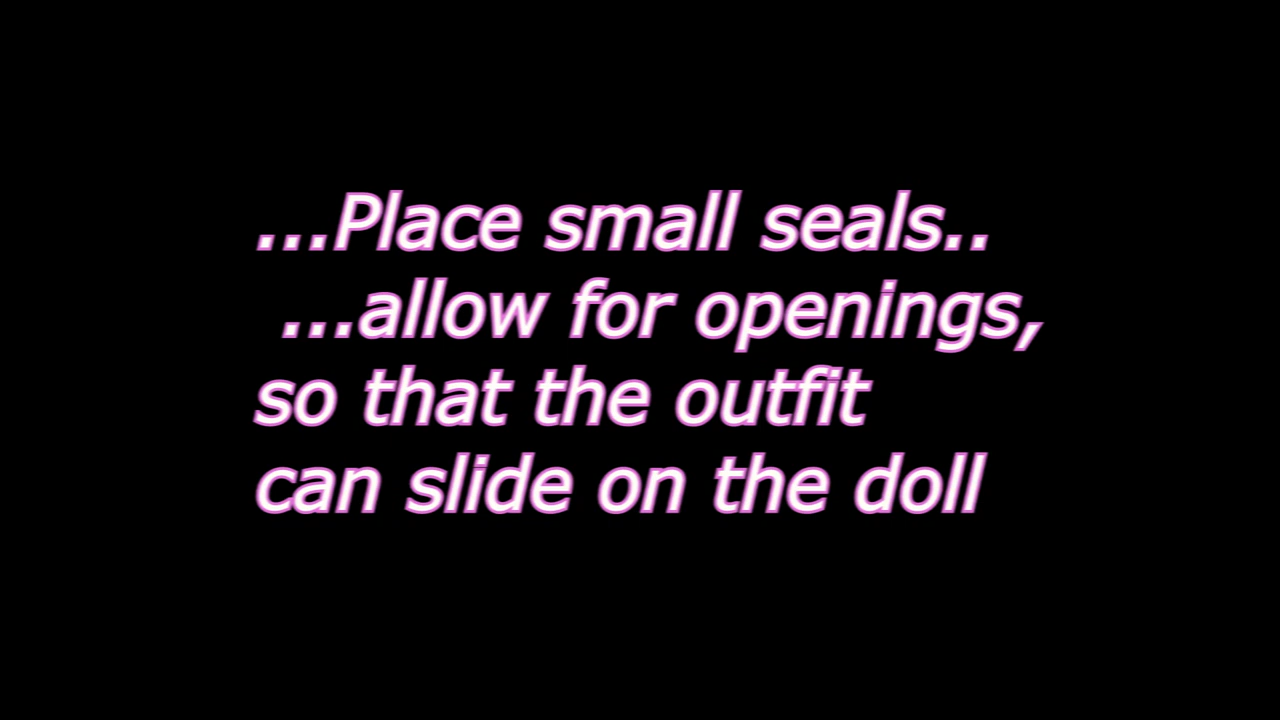 ...Place small seals..
...allow for openings,
so that the outfit
can slide on the doll